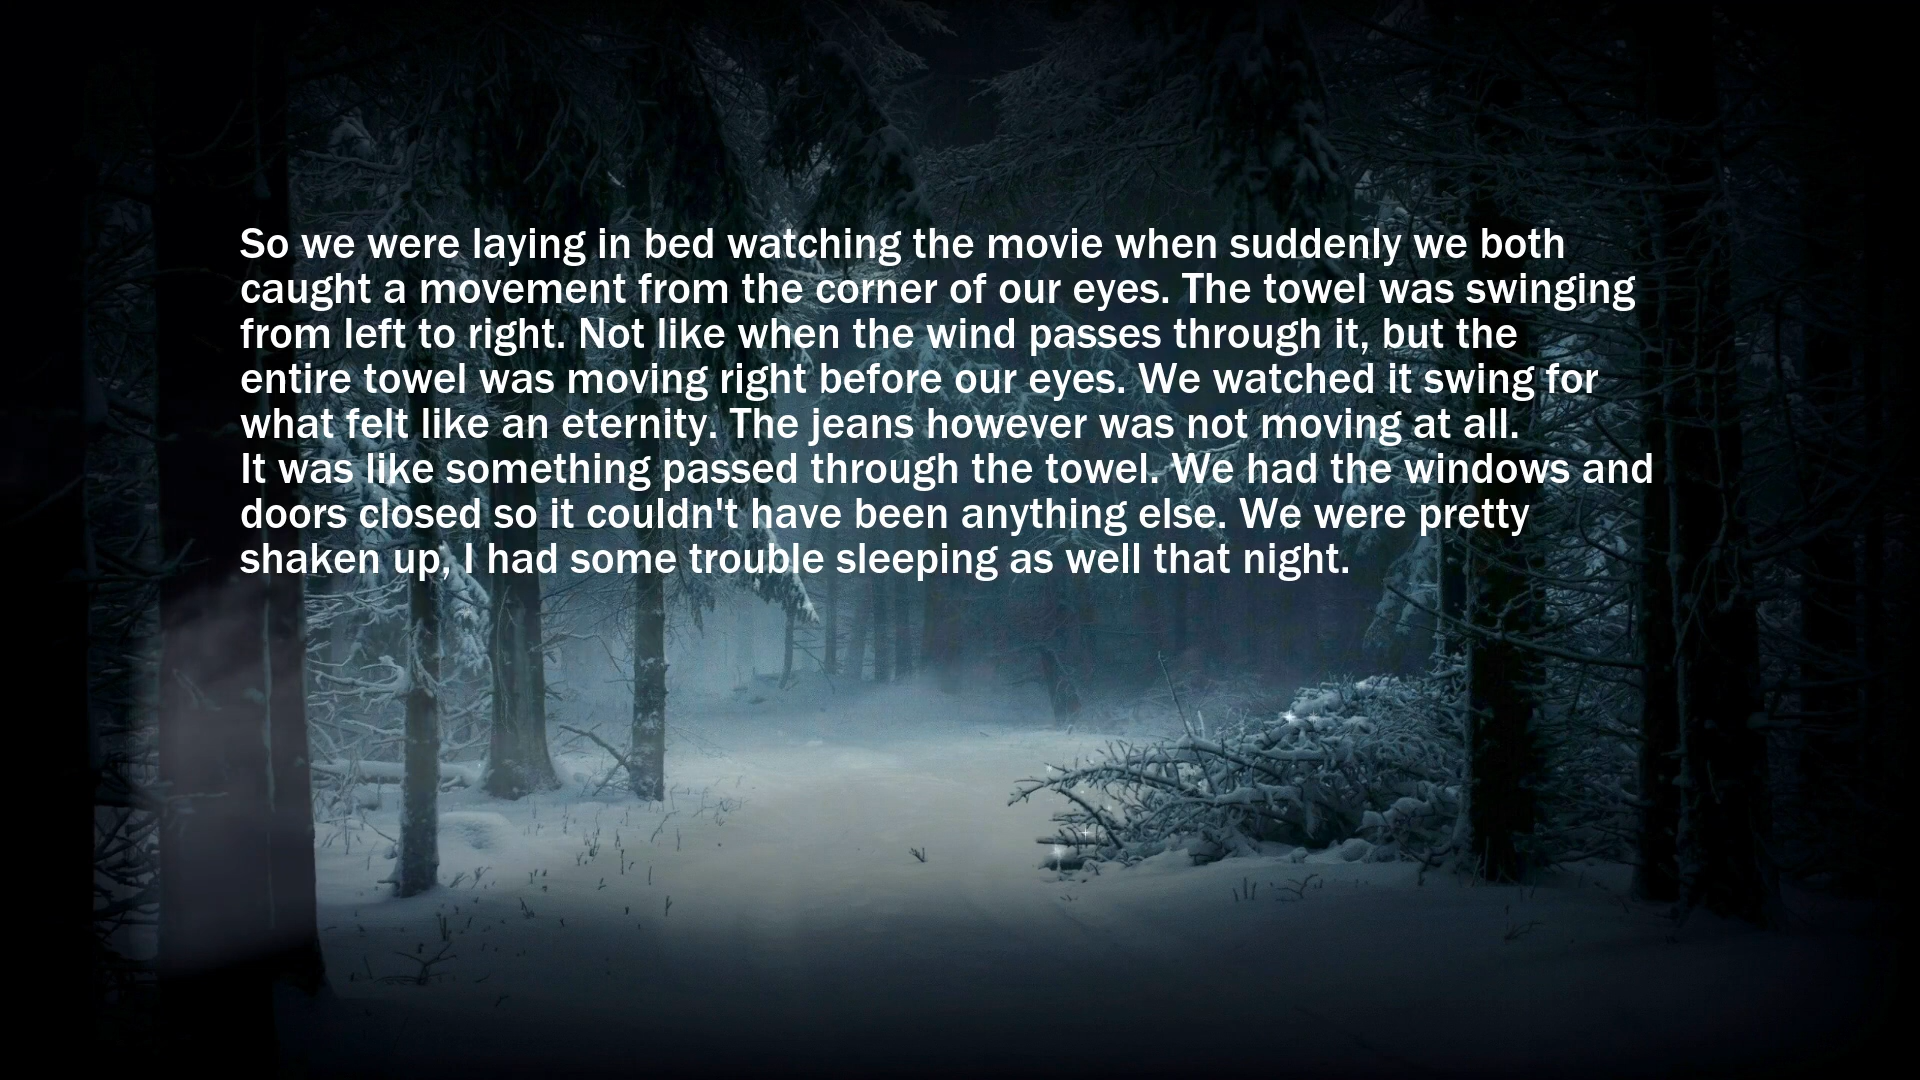 So we were laying in bed watching the movie when suddenly we both
caught a movement from the corner of our eyes. The towel was swinging
from left to right. Not like when the wind passes through it, but the
entire towel was moving right before our eyes. We watched it swing for
what felt like an eternity. The jeans however was not moving at all.
It was like something passed through the towel. We had the windows and
doors closed so it couldn't have been anything else. We were pretty
shaken up, I had some trouble sleeping as well that night.